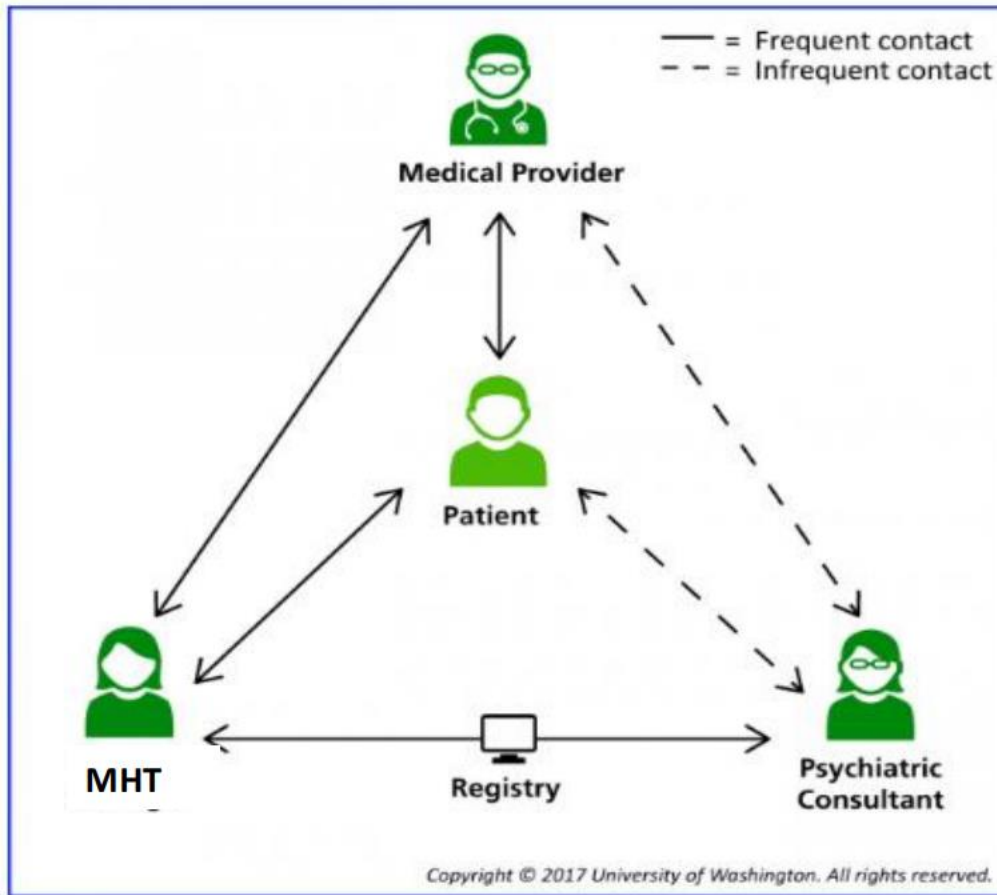 = Frequent contact
= Infrequent contact
Medical Provider
Patient
MHT
Registry
Psychiatric
Consultant
Copyright © 2017 University of Washington. All rights reserved.